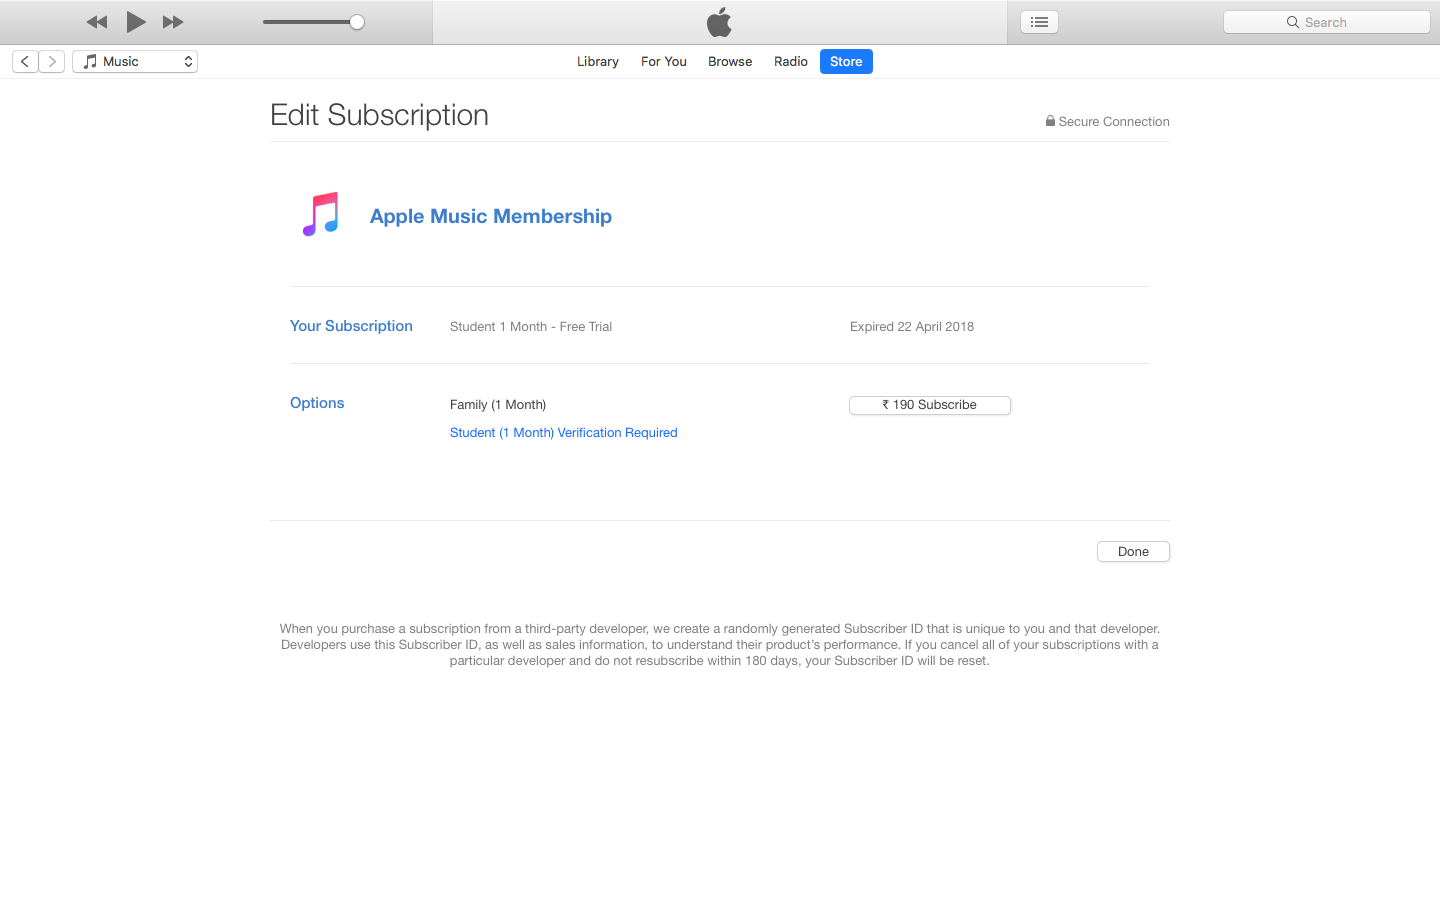 Search
Music
Library
For You
Browse
Radio
Store
Edit Subscription
Secure Connection
Apple Music Membership
Your Subscription
Student 1 Month - Free Trial
Expired 22 April 2018
Options
Family (1 Month)
₹ 190 Subscribe
Student (1 Month) Verification Required
Done
When you purchase a subscription from a third-party developer, we create a randomly generated Subscriber ID that is unique to you and that developer.
Developers use this Subscriber ID, as well as sales information, to understand their product's performance. If you cancel all of your subscriptions with a
particular developer and do not resubscribe within 180 days, your Subscriber ID will be reset.